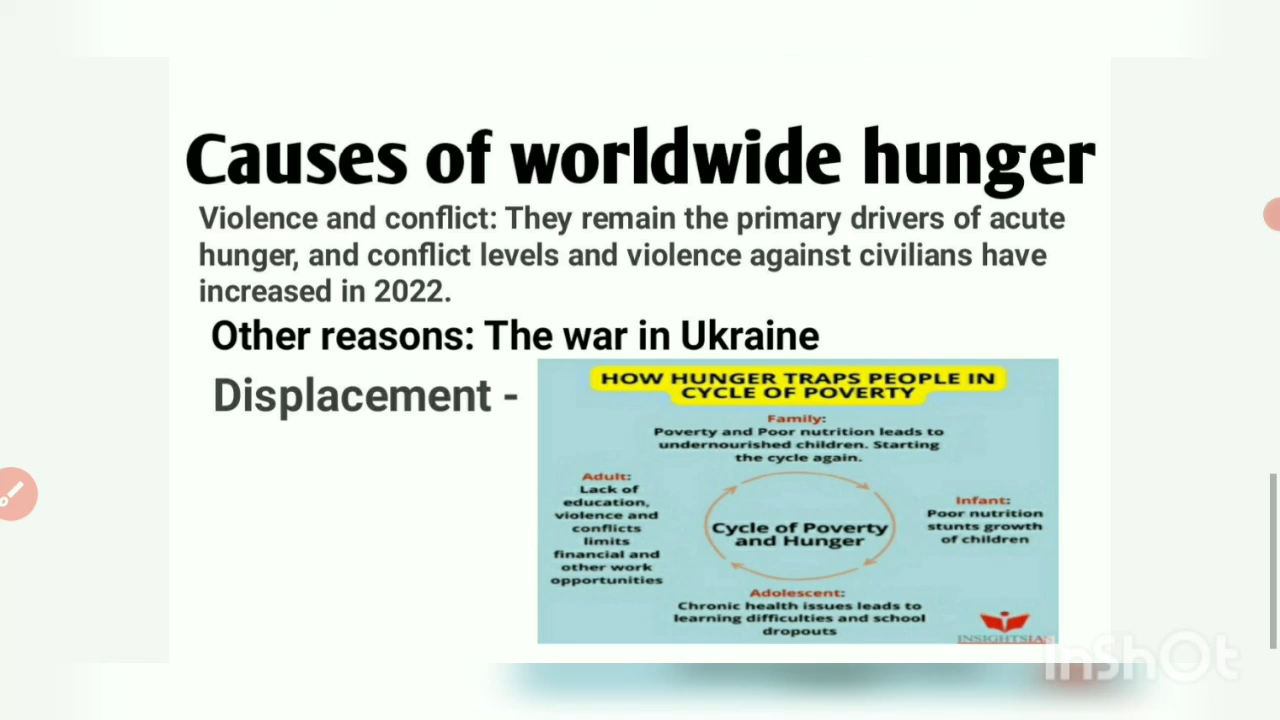 Causes of worldwide hunger
Violence and conflict: They remain the primary drivers of acute
hunger, and conflict levels and violence against civilians have
increased in 2022.
Other reasons: The war in Ukraine
Displacement -
HOW HUNGER TRAPS PEOPLE IN
CYCLE OF POVERTY
Family:
Poverty and Poor nutrition leads to
undernourished children. Starting
the cycle again.
Adult:
Lack of
education,
violence and
conflicts
limits
financial and
other work
opportunities
Cycle of Poverty
and Hunger
Infant:
Poor nutrition
stunts growth
of children
Adolescent:
Chronic health issues leads to
learning difficulties and school
dropouts
INSIGHTSIAS
InShOt